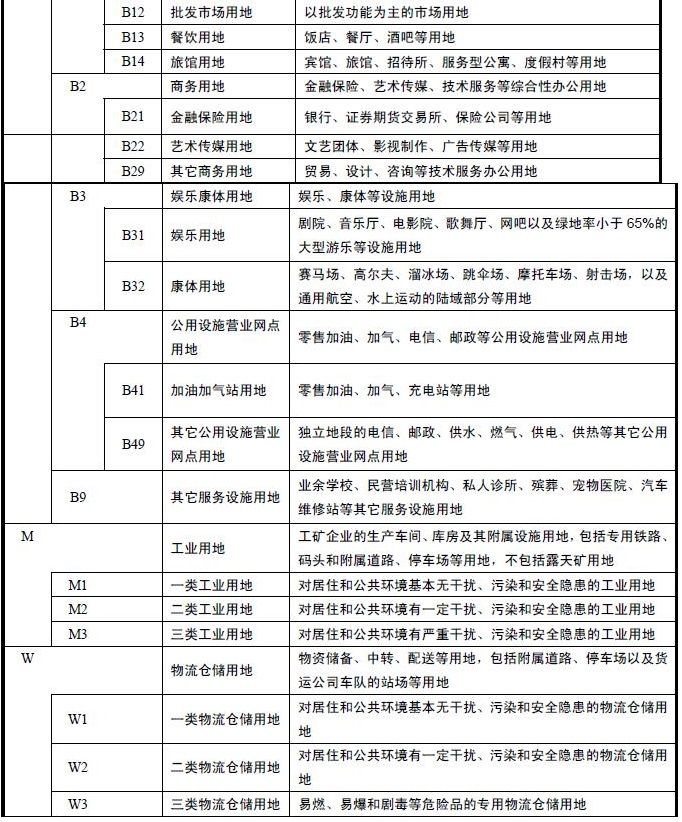 B12 批发市场用地 以批发功能为主的市场用地
B13 餐饮用地 饭店、餐厅、酒吧等用地
B14 旅馆用地 宾馆、旅馆、招待所、服务型公寓、度假村等用地
B2 商务用地 金融保险、艺术传媒、技术服务等综合性办公用地
B21 金融保险用地 银行、证券期货交易所、保险公司等用地
B22 艺术传媒用地 文艺团体、影视制作、广告传媒等用地
B29 其它商务用地 贸易、设计、咨询等技术服务办公用地
B3 娱乐康体用地 娱乐、康体等设施用地
B31 娱乐用地 剧院、音乐厅、电影院、歌舞厅、网吧以及绿地率小于 65%的
大型游乐等设施用地
B32 康体用地 赛马场、高尔夫、溜冰场、跳伞场、摩托车场、射击场，以及
通用航空、水上运动的陆域部分等用地
B4 公用设施营业网点
用地 零售加油、加气、电信、邮政等公用设施营业网点用地
B41 加油加气站用地 零售加油、加气、充电站等用地
B49 其它公用设施营业
网点用地 独立地段的电信、邮政、供水、燃气、供电、供热等其它公用
设施营业网点用地
B9 其它服务设施用地 业余学校、民营培训机构、私人诊所、殡葬、宠物医院、汽车
维修站等其它服务设施用地
M 工业用地 工矿企业的生产车间、库房及其附属设施用地，包括专用铁路、
码头和附属道路、停车场等用地，不包括露天矿用地
M1 一类工业用地 对居住和公共环境基本无干扰、污染和安全隐患的工业用地
M2 二类工业用地 对居住和公共环境有一定干扰、污染和安全隐患的工业用地
M3 三类工业用地 对居住和公共环境有严重干扰、污染和安全隐患的工业用地
W 物流仓储用地 物资储备、中转、配送等用地，包括附属道路、停车场以及货
运公司车队的站场等用地
W1 一类物流仓储用地 对居住和公共环境基本无干扰、污染和安全隐患的物流仓储用
地
W2 二类物流仓储用地 对居住和公共环境有一定干扰、污染和安全隐患的物流仓储用
地
W3 三类物流仓储用地 易燃、易爆和剧毒等危险品的专用物流仓储用地